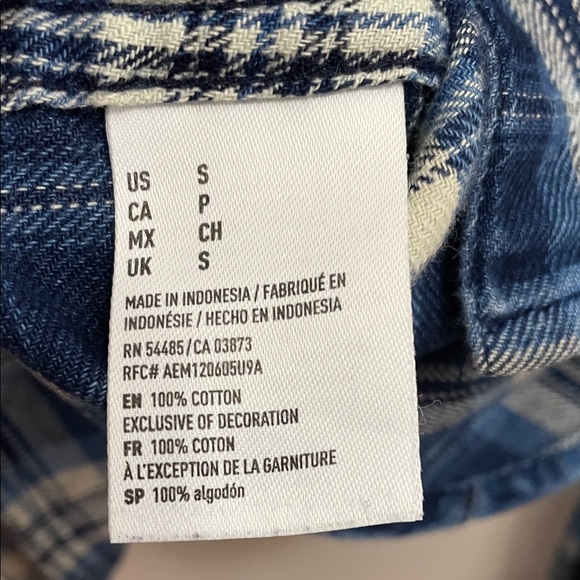 US S
CA P
MX CH
UK S
MADE IN INDONESIA / FABRIQUÉ EN
INDONÉSIE / HECHO EN INDONESIA
RN 54485/CA 03873
RFC# AEM120605U9A
EN 100% COTTON
EXCLUSIVE OF DECORATION
FR 100% COTON
À L'EXCEPTION DE LA GARNITURE
SP 100% algodón